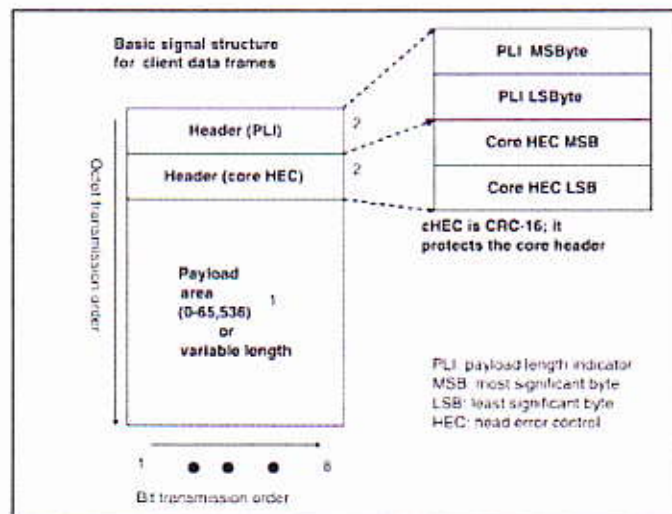 Basic signal structure
for client data frames
PLI MSByte
PLI LSByte
Core HEC MSB
Core HEC LSB
Header (PLI)
2
Header (core HEC)
2
cHEC is CRC-16; it
protects the core header
Octet transmission order
Payload
area
(0-65,536) 1
or
variable length
PLI: payload length indicator
MSB: most significant byte
LSB: least significant byte
HEC: head error control
1 8
Bit transmission order